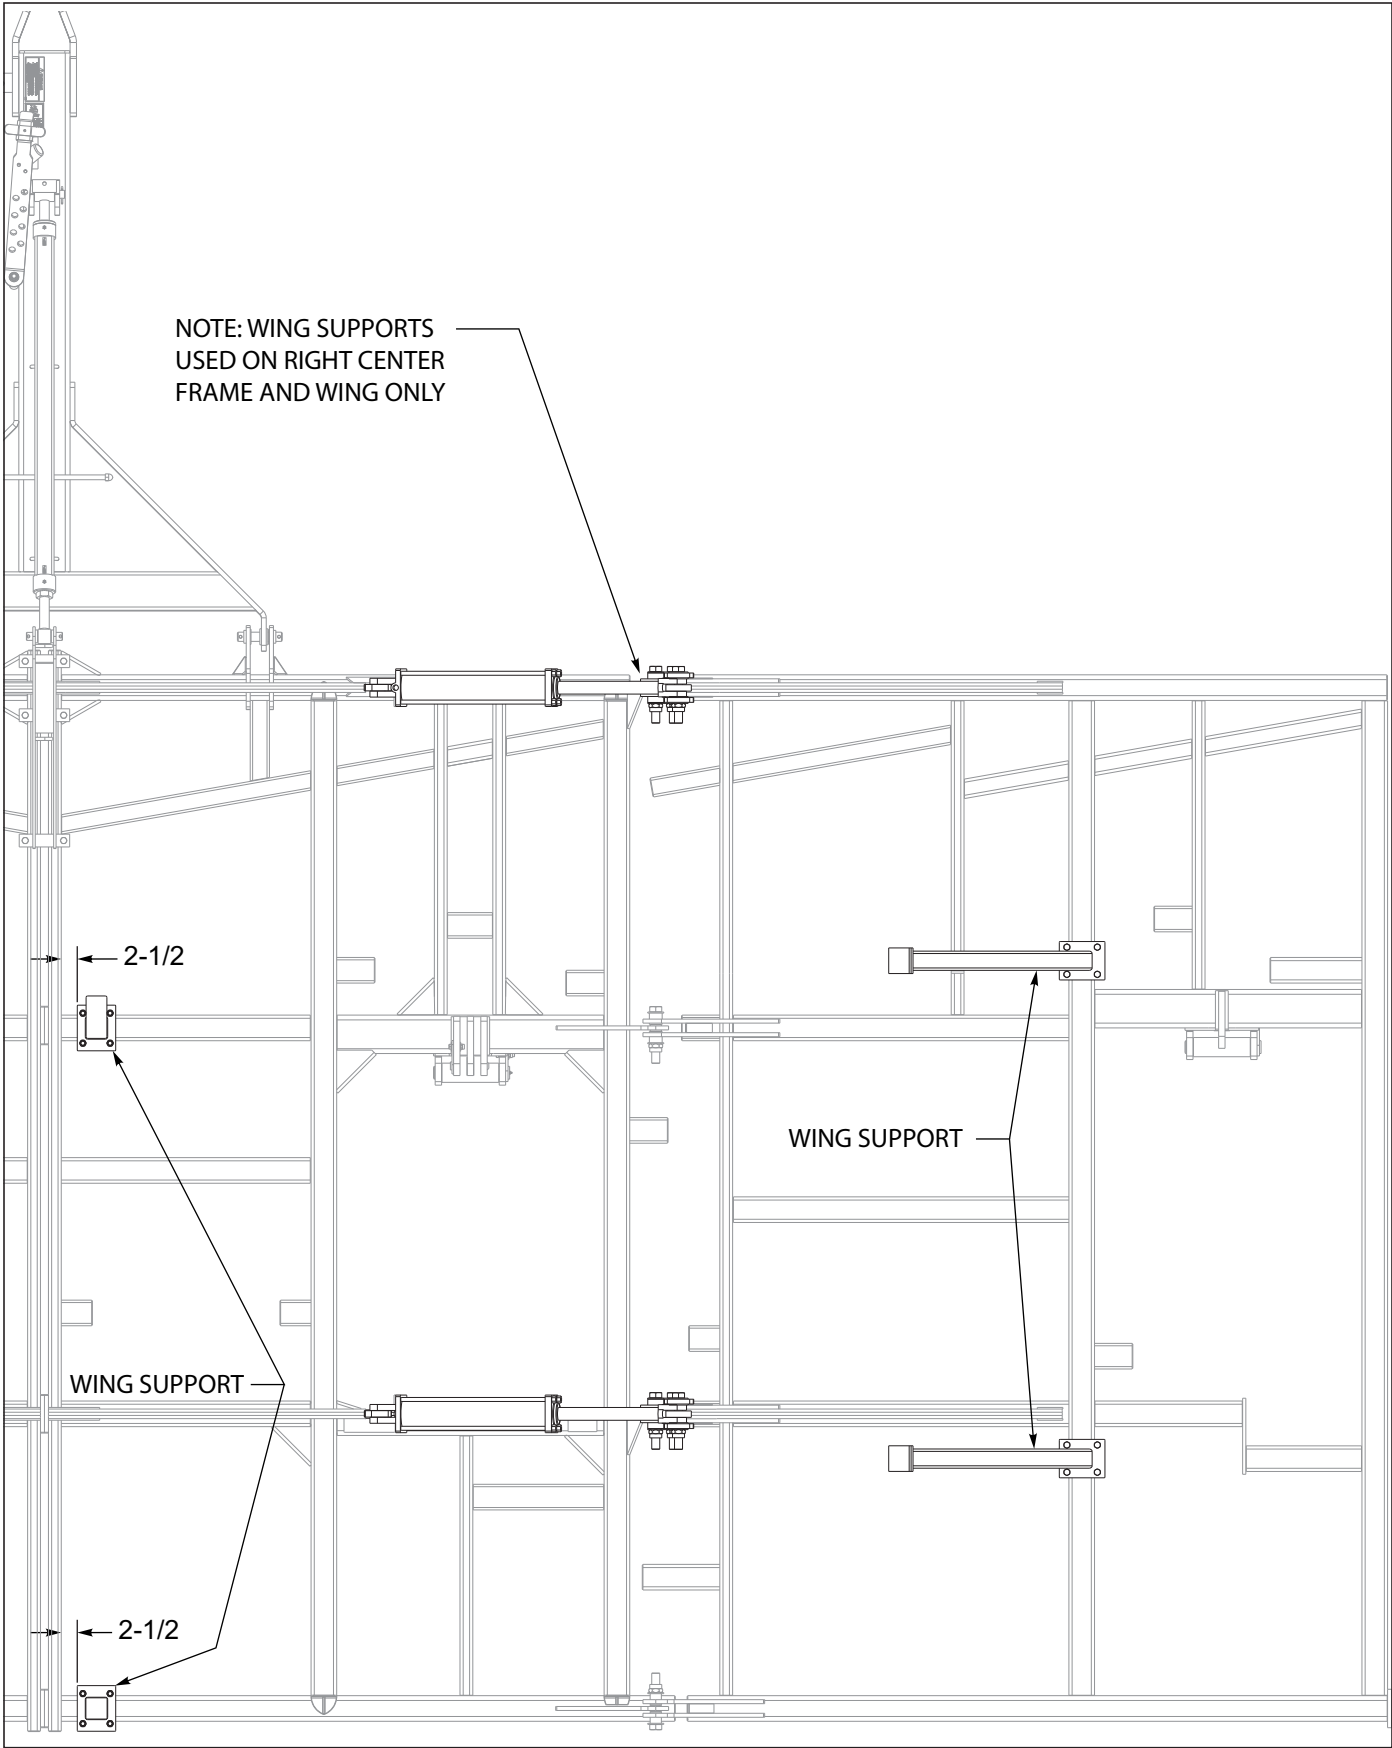 NOTE: WING SUPPORTS
USED ON RIGHT CENTER
FRAME AND WING ONLY
2-1/2
WING SUPPORT
WING SUPPORT
2-1/2